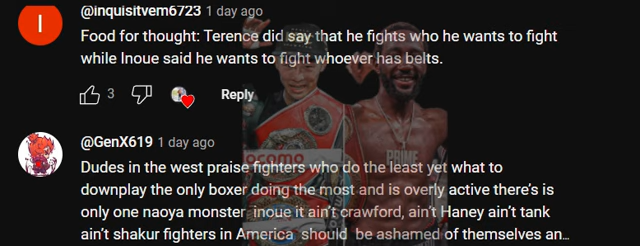 @inquisitvem6723 1 day ago
I
Food for thought: Terence did say that he fights who he wants to fight
while Inoue said he wants to fight whoever has belts.
3
Reply
@GenX619 1 day ago
Dudes in the west praise fighters who do the least yet what to
downplay the only boxer doing the most and is overly active there's is
only one naoya monster inoue it ain't crawford, ain't Haney ain't tank
ain't shakur fighters in America should be ashamed of themselves an...
ocomo
PRIME